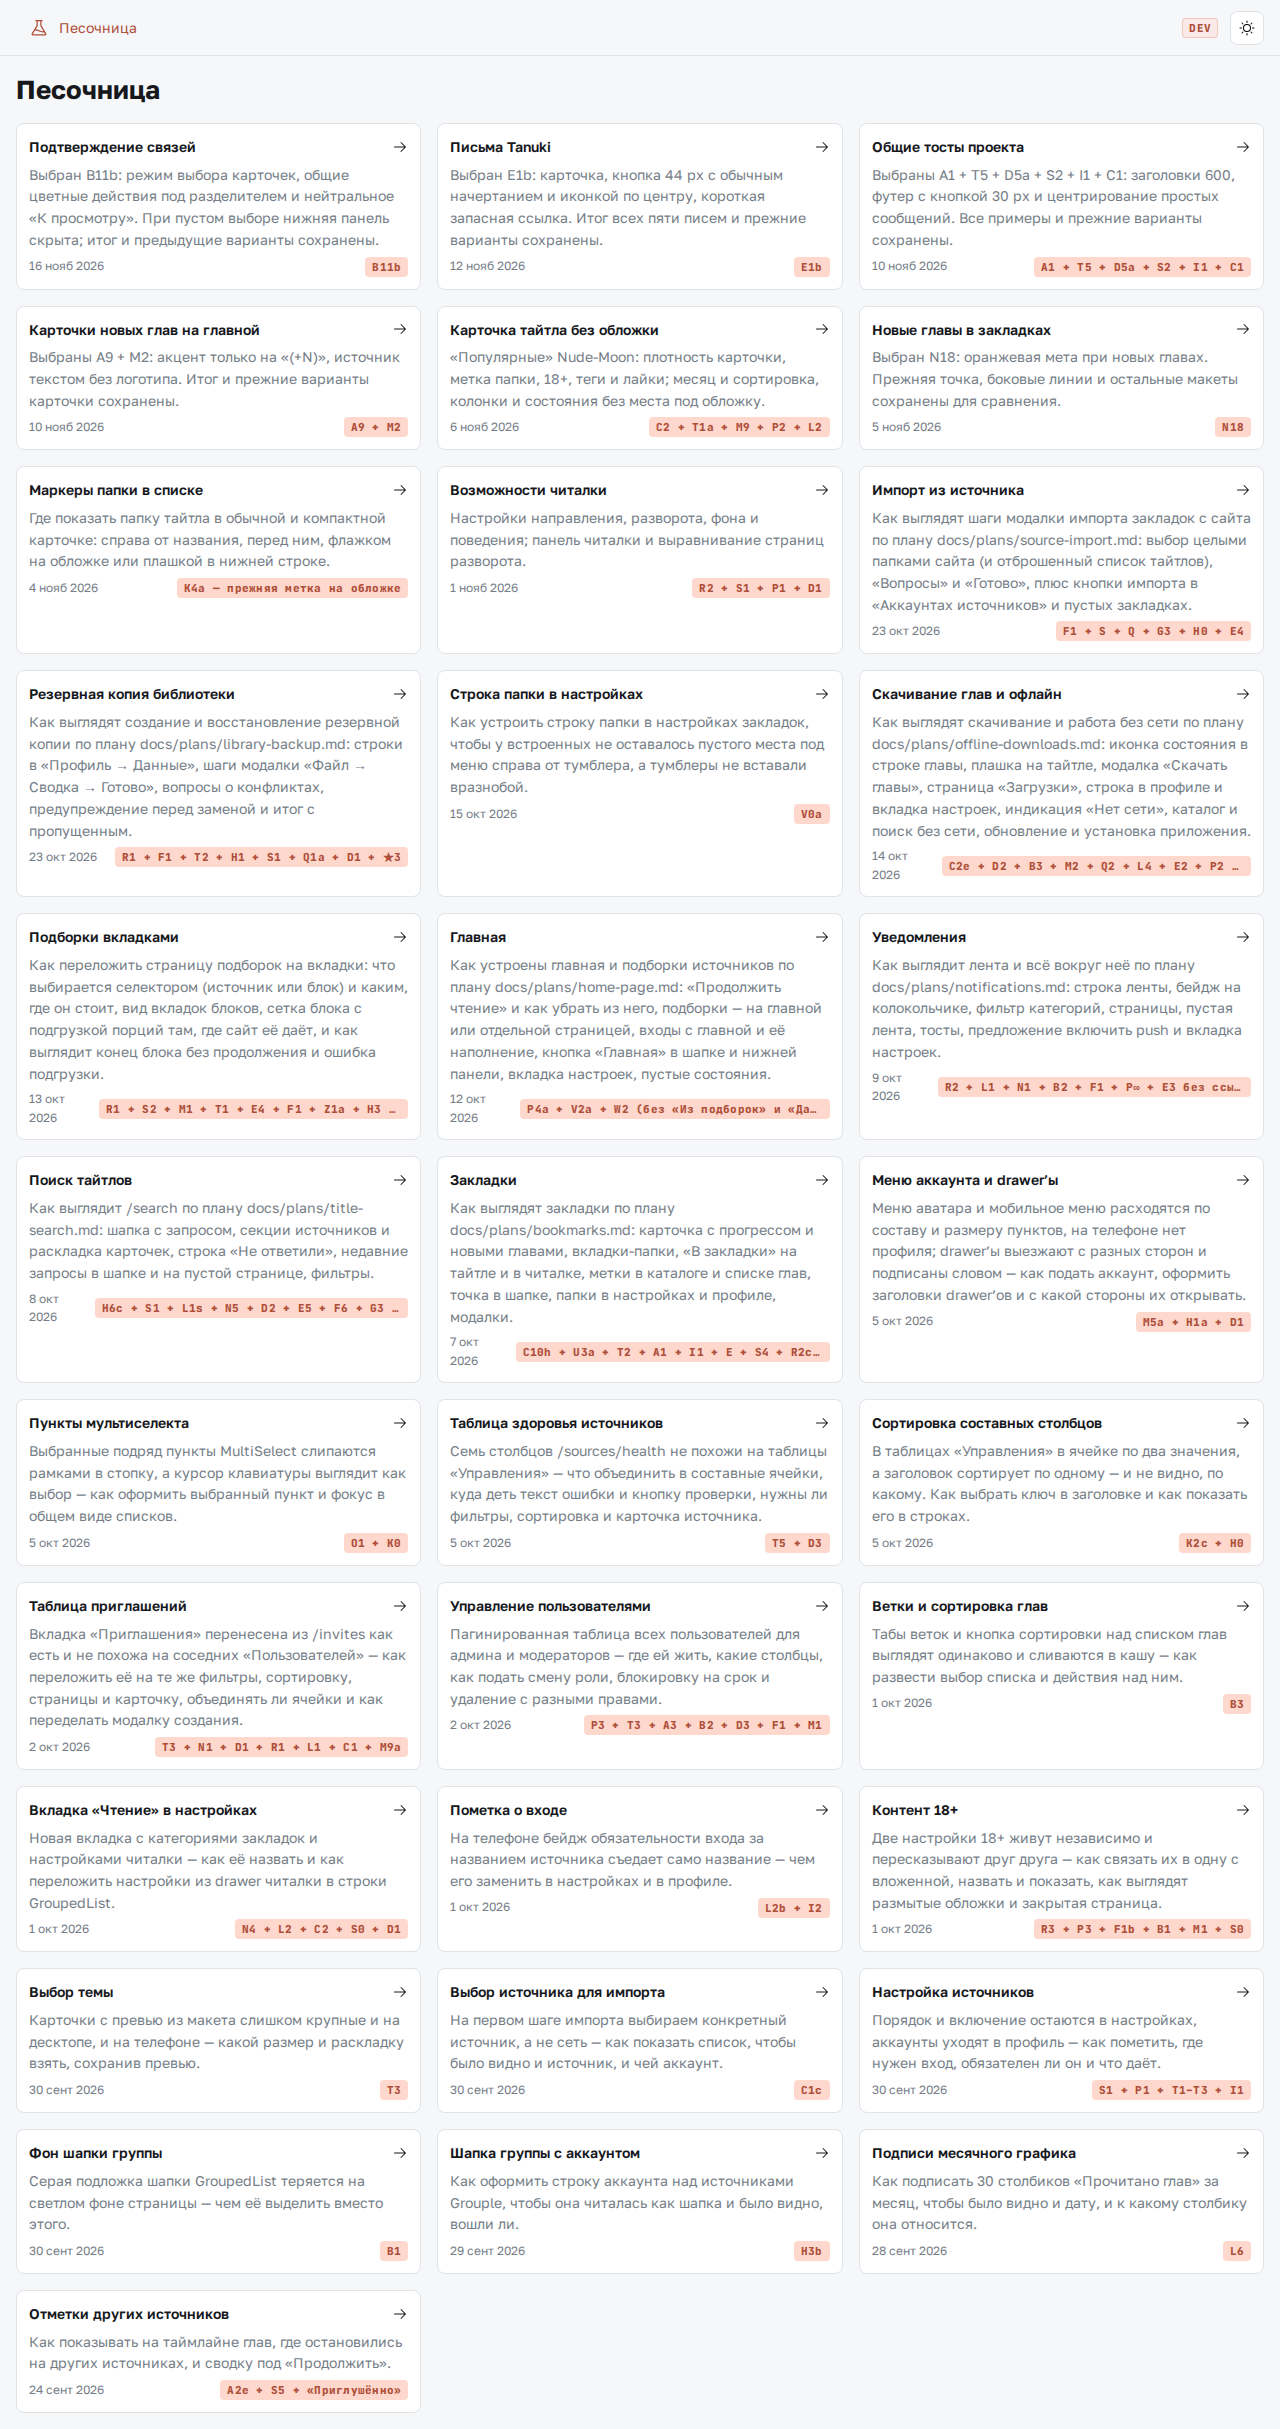 Песочница
DEV
Песочница
Подтверждение связей
Выбран B11b: режим выбора карточек, общие
цветные действия под разделителем и нейтральное
«К просмотру». При пустом выборе нижняя панель
скрыта; итог и предыдущие варианты сохранены.
16 нояб 2026
B11b
Письма Tanuki
Выбран E1b: карточка, кнопка 44 px с обычным
начертанием и иконкой по центру, короткая
запасная ссылка. Итог всех пяти писем и прежние
варианты сохранены.
12 нояб 2026
E1b
Общие тосты проекта
Выбраны A1 + T5 + D5a + S2 + I1 + C1: заголовки 600,
футер с кнопкой 30 px и центрирование простых
сообщений. Все примеры и прежние варианты
сохранены.
10 нояб 2026
A1 + T5 + D5a + S2 + I1 + C1
Карточки новых глав на главной
Выбраны A9 + M2: акцент только на «(+N)», источник
текстом без логотипа. Итог и прежние варианты
карточки сохранены.
10 нояб 2026
A9 + M2
Карточка тайтла без обложки
«Популярные» Nude-Moon: плотность карточки,
метка папки, 18+, теги и лайки; месяц и сортировка,
колонки и состояния без места под обложку.
6 нояб 2026
C2 + T1a + M9 + P2 + L2
Новые главы в закладках
Выбран N18: оранжевая мета при новых главах.
Прежняя точка, боковые линии и остальные макеты
сохранены для сравнения.
5 нояб 2026
N18
Маркеры папки в списке
Где показать папку тайтла в обычной и компактной
карточке: справа от названия, перед ним, флажком
на обложке или плашкой в нижней строке.
4 нояб 2026
K4a — прежняя метка на обложке
Возможности читалки
Настройки направления, разворота, фона и
поведения; панель читалки и выравнивание страниц
разворота.
1 нояб 2026
R2 + S1 + P1 + D1
Импорт из источника
Как выглядят шаги модалки импорта закладок с сайта
по плану docs/plans/source-import.md: выбор целыми
папками сайта (и отброшенный список тайтлов),
«Вопросы» и «Готово», плюс кнопки импорта в
«Аккаунтах источников» и пустых закладках.
23 окт 2026
F1 + S + Q + G3 + H0 + E4
Резервная копия библиотеки
Как выглядят создание и восстановление резервной
копии по плану docs/plans/library-backup.md: строки
в «Профиль → Данные», шаги модалки «Файл →
Сводка → Готово», вопросы о конфликтах,
предупреждение перед заменой и итог с
пропущенным.
23 окт 2026
R1 + F1 + T2 + H1 + S1 + Q1a + D1 + ★3
Строка папки в настройках
Как устроить строку папки в настройках закладок,
чтобы у встроенных не оставалось пустого места под
меню справа от тумблера, а тумблеры не вставали
вразнобой.
15 окт 2026
V0a
Скачивание глав и офлайн
Как выглядят скачивание и работа без сети по плану
docs/plans/offline-downloads.md: иконка состояния в
строке главы, плашка на тайтле, модалка «Скачать
главы», страница «Загрузки», строка в профиле и
вкладка настроек, индикация «Нет сети», каталог и
поиск без сети, обновление и установка приложения.
14 окт
2026
C2e + D2 + B3 + M2 + Q2 + L4 + E2 + P2 …
Подборки вкладками
Как переложить страницу подборок на вкладки: что
выбирается селектором (источник или блок) и каким,
где он стоит, вид вкладок блоков, сетка блока с
подгрузкой порций там, где сайт её даёт, и как
выглядит конец блока без продолжения и ошибка
подгрузки.
13 окт
2026
R1 + S2 + M1 + T1 + E4 + F1 + Z1a + H3 …
Главная
Как устроены главная и подборки источников по
плану docs/plans/home-page.md: «Продолжить
чтение» и как убрать из него, подборки — на главной
или отдельной страницей, входы с главной и её
наполнение, кнопка «Главная» в шапке и нижней
панели, вкладка настроек, пустые состояния.
12 окт
2026
P4a + V2a + W2 (без «Из подборок» и «Да…
Уведомления
Как выглядит лента и всё вокруг неё по плану
docs/plans/notifications.md: строка ленты, бейдж на
колокольчике, фильтр категорий, страницы, пустая
лента, тосты, предложение включить push и вкладка
настроек.
9 окт
2026
R2 + L1 + N1 + B2 + F1 + P∞ + E3 без ссы…
Поиск тайтлов
Как выглядит /search по плану docs/plans/title-
search.md: шапка с запросом, секции источников и
раскладка карточек, строка «Не ответили», недавние
запросы в шапке и на пустой странице, фильтры.
8 окт
2026
H6c + S1 + L1s + N5 + D2 + E5 + F6 + G3 …
Закладки
Как выглядят закладки по плану
docs/plans/bookmarks.md: карточка с прогрессом и
новыми главами, вкладки-папки, «В закладки» на
тайтле и в читалке, метки в каталоге и списке глав,
точка в шапке, папки в настройках и профиле,
модалки.
7 окт
2026
C10h + U3a + T2 + A1 + I1 + E + S4 + R2c…
Меню аккаунта и drawer’ы
Меню аватара и мобильное меню расходятся по
составу и размеру пунктов, на телефоне нет
профиля; drawer’ы выезжают с разных сторон и
подписаны словом — как подать аккаунт, оформить
заголовки drawer’ов и с какой стороны их открывать.
5 окт 2026
M5a + H1a + D1
Пункты мультиселекта
Выбранные подряд пункты MultiSelect слипаются
рамками в стопку, а курсор клавиатуры выглядит как
выбор — как оформить выбранный пункт и фокус в
общем виде списков.
5 окт 2026
O1 + K0
Таблица здоровья источников
Семь столбцов /sources/health не похожи на таблицы
«Управления» — что объединить в составные ячейки,
куда деть текст ошибки и кнопку проверки, нужны ли
фильтры, сортировка и карточка источника.
5 окт 2026
T5 + D3
Сортировка составных столбцов
В таблицах «Управления» в ячейке по два значения,
а заголовок сортирует по одному — и не видно, по
какому. Как выбрать ключ в заголовке и как показать
его в строках.
5 окт 2026
K2c + H0
Таблица приглашений
Вкладка «Приглашения» перенесена из /invites как
есть и не похожа на соседних «Пользователей» — как
переложить её на те же фильтры, сортировку,
страницы и карточку, объединять ли ячейки и как
переделать модалку создания.
2 окт 2026
T3 + N1 + D1 + R1 + L1 + C1 + M9a
Управление пользователями
Пагинированная таблица всех пользователей для
админа и модераторов — где ей жить, какие столбцы,
как подать смену роли, блокировку на срок и
удаление с разными правами.
2 окт 2026
P3 + T3 + A3 + B2 + D3 + F1 + M1
Ветки и сортировка глав
Табы веток и кнопка сортировки над списком глав
выглядят одинаково и сливаются в кашу — как
развести выбор списка и действия над ним.
1 окт 2026
B3
Вкладка «Чтение» в настройках
Новая вкладка с категориями закладок и
настройками читалки — как её назвать и как
переложить настройки из drawer читалки в строки
GroupedList.
1 окт 2026
N4 + L2 + C2 + S0 + D1
Пометка о входе
На телефоне бейдж обязательности входа за
названием источника съедает само название — чем
его заменить в настройках и в профиле.
1 окт 2026
L2b + I2
Контент 18+
Две настройки 18+ живут независимо и
пересказывают друг друга — как связать их в одну с
вложенной, назвать и показать, как выглядят
размытые обложки и закрытая страница.
1 окт 2026
R3 + P3 + F1b + B1 + M1 + S0
Выбор темы
Карточки с превью из макета слишком крупные и на
десктопе, и на телефоне — какой размер и раскладку
взять, сохранив превью.
30 сент 2026
T3
Выбор источника для импорта
На первом шаге импорта выбираем конкретный
источник, а не сеть — как показать список, чтобы
было видно и источник, и чей аккаунт.
30 сент 2026
C1c
Настройка источников
Порядок и включение остаются в настройках,
аккаунты уходят в профиль — как пометить, где
нужен вход, обязателен ли он и что даёт.
30 сент 2026
S1 + P1 + T1–T3 + I1
Фон шапки группы
Серая подложка шапки GroupedList теряется на
светлом фоне страницы — чем её выделить вместо
этого.
30 сент 2026
B1
Шапка группы с аккаунтом
Как оформить строку аккаунта над источниками
Grouple, чтобы она читалась как шапка и было видно,
вошли ли.
29 сент 2026
H3b
Подписи месячного графика
Как подписать 30 столбиков «Прочитано глав» за
месяц, чтобы было видно и дату, и к какому столбику
она относится.
28 сент 2026
L6
Отметки других источников
Как показывать на таймлайне глав, где остановились
на других источниках, и сводку под «Продолжить».
24 сент 2026
A2e + S5 + «Приглушённо»